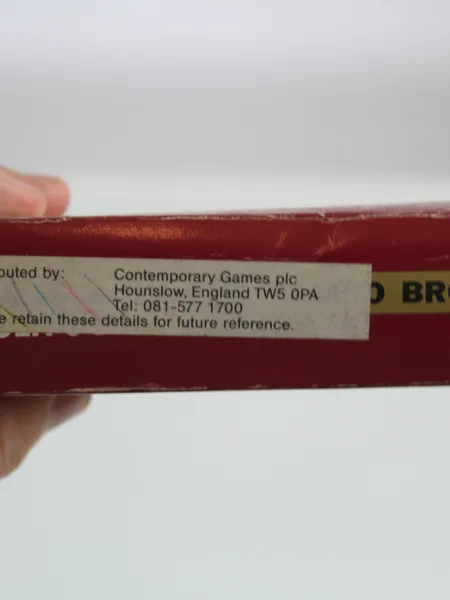 buted by: Contemporary Games plc
Hounslow, England TW5 0PA
Tel: 081-577 1700
e retain these details for future reference.
O BRO